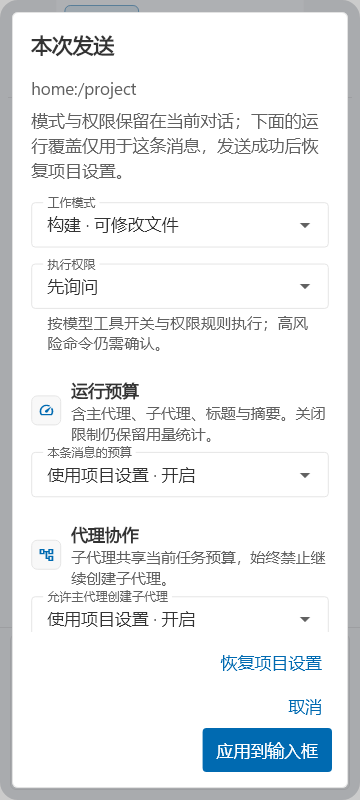 本次发送
home:/project
模式与权限保留在当前对话；下面的运
行覆盖仅用于这条消息，发送成功后恢
复项目设置。
工作模式
构建 · 可修改文件
执行权限
先询问
按模型工具开关与权限规则执行；高风
险命令仍需确认。
运行预算
含主代理、子代理、标题与摘要。关闭
限制仍保留用量统计。
本条消息的预算
使用项目设置 · 开启
代理协作
子代理共享当前任务预算，始终禁止继
续创建子代理。
允许主代理创建子代理
使用项目设置 · 开启
恢复项目设置
取消
应用到输入框